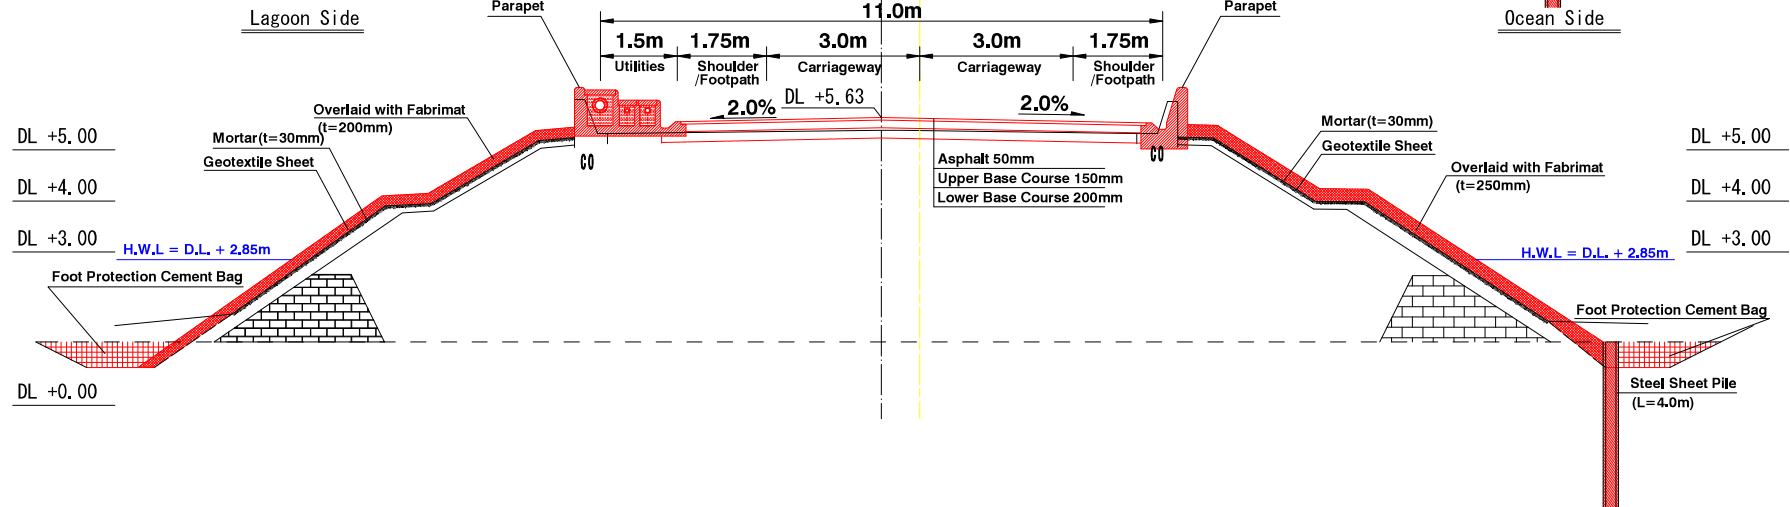 Lagoon Side
Parapet
11.0m
Parapet
Ocean Side
1.5m
1.75m
3.0m
3.0m
1.75m
Utilities
Shoulder
/Footpath
Carriageway
Carriageway
Shoulder
/Footpath
2.0%
DL +5.63
2.0%
Overlaid with Fabrimat
(t=200mm)
Mortar(t=30mm)
Geotextile Sheet
DL +5.00
DL +4.00
DL +3.00
H.W.L = D.L. + 2.85m
Foot Protection Cement Bag
DL +0.00
CO
Asphalt 50mm
Upper Base Course 150mm
Lower Base Course 200mm
CO
Mortar(t=30mm)
Geotextile Sheet
Overlaid with Fabrimat
(t=250mm)
DL +5.00
DL +4.00
DL +3.00
H.W.L = D.L. + 2.85m
Foot Protection Cement Bag
Steel Sheet Pile
(L=4.0m)